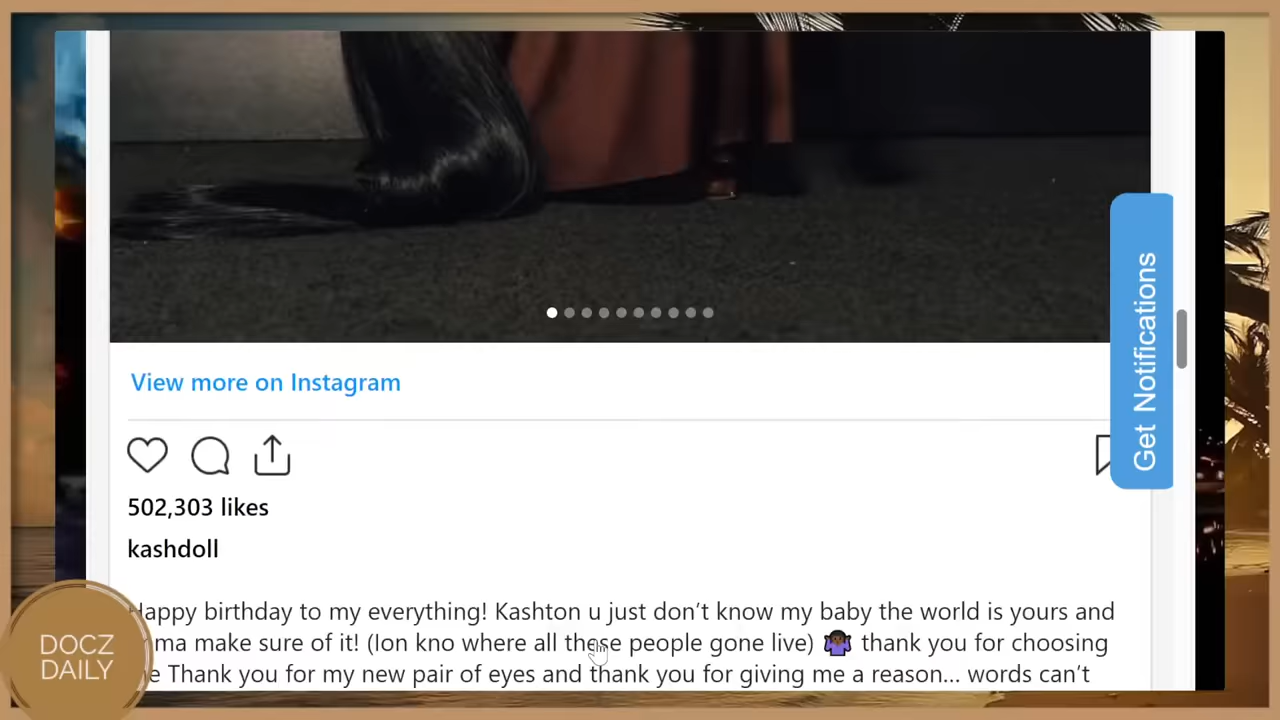 View more on Instagram
Get Notifications
502,303 likes
kashdoll
Happy birthday to my everything! Kashton u just don't know my baby the world is yours and
ma make sure of it! (Ion kno where all these people gone live) 🤷🏿‍♀️ thank you for choosing
e Thank you for my new pair of eyes and thank you for giving me a reason... words can't
DOCZ
DAILY